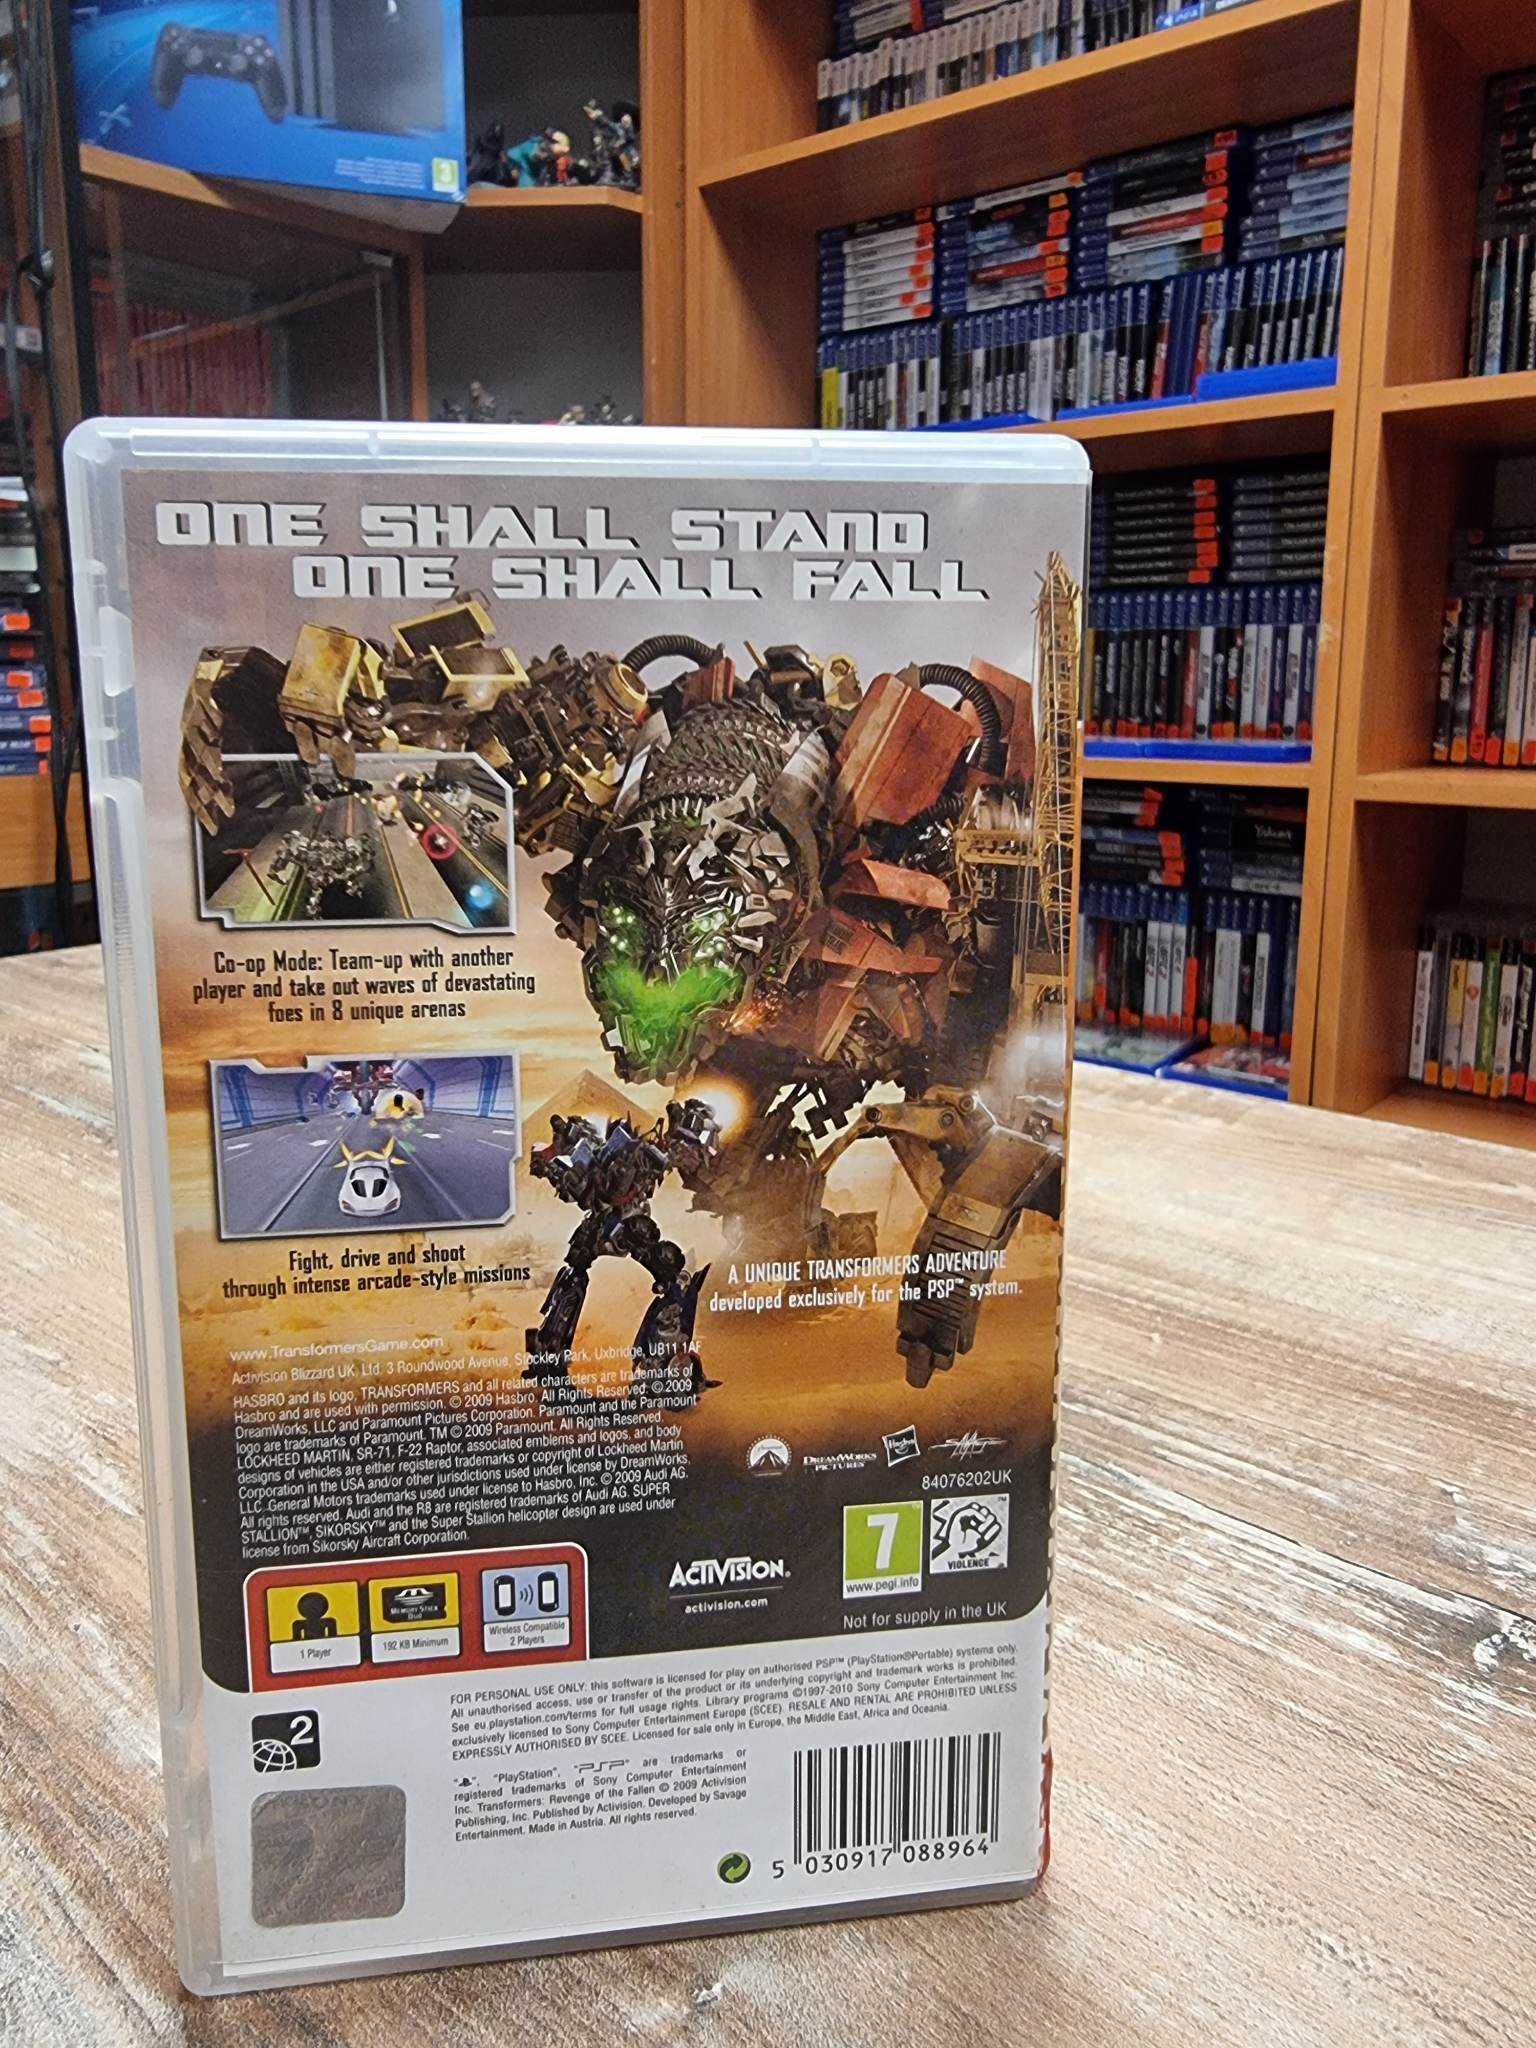 3
ONE SHALL STAND
ONE SHALL FALL
Co-op Mode: Team-up with another
player and take out waves of devastating
foes in 8 unique arenas
Fight, drive and shoot
through intense arcade-style missions
A UNIQUE TRANSFORMERS ADVENTURE
developed exclusively for the PSP™ system.
www.TransformersGame.com
Activision Blizzard UK, Ltd. 3 Roundwood Avenue, Stockley Park, Uxbridge, UB11 1AF
HASBRO and its logo, TRANSFORMERS and all related characters are trademarks of
Hasbro and are used with permission. © 2009 Hasbro. All Rights Reserved. © 2009
DreamWorks, LLC and Paramount Pictures Corporation. Paramount and the Paramount
logo are trademarks of Paramount. TM © 2009 Paramount. All Rights Reserved.
LOCKHEED MARTIN, SR-71, F-22 Raptor, associated emblems and logos, and body
designs of vehicles are either registered trademarks or copyright of Lockheed Martin
Corporation in the USA and/or other jurisdictions used under license by DreamWorks,
LLC. General Motors trademarks used under license to Hasbro, Inc. © 2009 Audi AG.
All rights reserved. Audi and the R8 are registered trademarks of Audi AG. SUPER
STALLION™, SIKORSKY™ and the Super Stallion helicopter design are used under
license from Sikorsky Aircraft Corporation.
Paramount
DREAMWORKS
PICTURES
Hasbro
84076202UK
7
www.pegi.info
VIOLENCE
ACTIVISION.
activision.com
Not for supply in the UK
MEMORY STICK
DUO
1 Player
192 KB Minimum
Wireless Compatible
2 Players
FOR PERSONAL USE ONLY: this software is licensed for play on authorised PSP™ (PlayStation®Portable) systems only.
All unauthorised access, use or transfer of the product or its underlying copyright and trademark works is prohibited.
See eu.playstation.com/terms for full usage rights. Library programs ©1997-2010 Sony Computer Entertainment Inc.
exclusively licensed to Sony Computer Entertainment Europe (SCEE). RESALE AND RENTAL ARE PROHIBITED UNLESS
EXPRESSLY AUTHORISED BY SCEE. Licensed for sale only in Europe, the Middle East, Africa and Oceania.
2
" ", "PlayStation", "PSP" are trademarks or
registered trademarks of Sony Computer Entertainment
Inc. Transformers: Revenge of the Fallen © 2009 Activision
Publishing, Inc. Published by Activision. Developed by Savage
Entertainment. Made in Austria. All rights reserved.
5 030917 088964